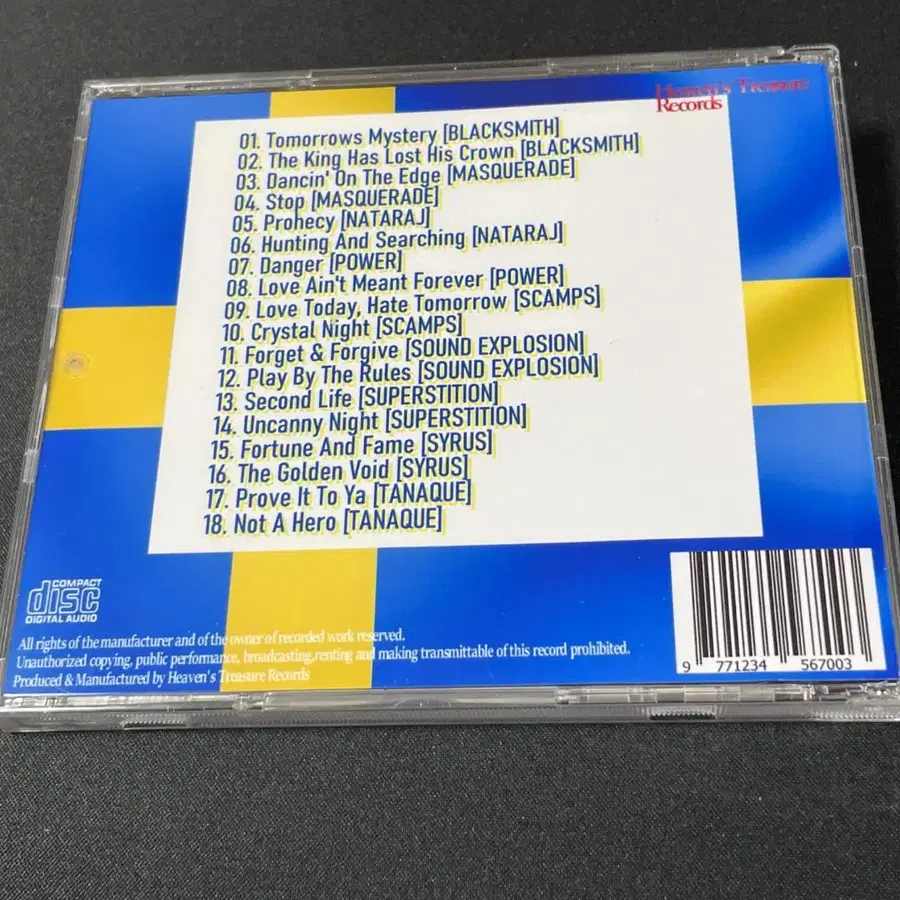 Heaven's Treasure
Records
01. Tomorrows Mystery [BLACKSMITH]
02. The King Has Lost His Crown [BLACKSMITH]
03. Dancin' On The Edge [MASQUERADE]
04. Stop [MASQUERADE]
05. Prohecy [NATARAJ]
06. Hunting And Searching [NATARAJ]
07. Danger [POWER]
08. Love Ain't Meant Forever [POWER]
09. Love Today, Hate Tomorrow [SCAMPS]
10. Crystal Night [SCAMPS]
11. Forget & Forgive [SOUND EXPLOSION]
12. Play By The Rules [SOUND EXPLOSION]
13. Second Life [SUPERSTITION]
14. Uncanny Night [SUPERSTITION]
15. Fortune And Fame [SYRUS]
16. The Golden Void [SYRUS]
17. Prove It To Ya [TANAQUE]
18. Not A Hero [TANAQUE]
COMPACT
disc
DIGITAL AUDIO
All rights of the manufacturer and of the owner of recorded work reserved.
Unauthorized copying, public performance, broadcasting,renting and making transmittable of this record prohibited.
Produced & Manufactured by Heaven's Treasure Records
9 771234 567003